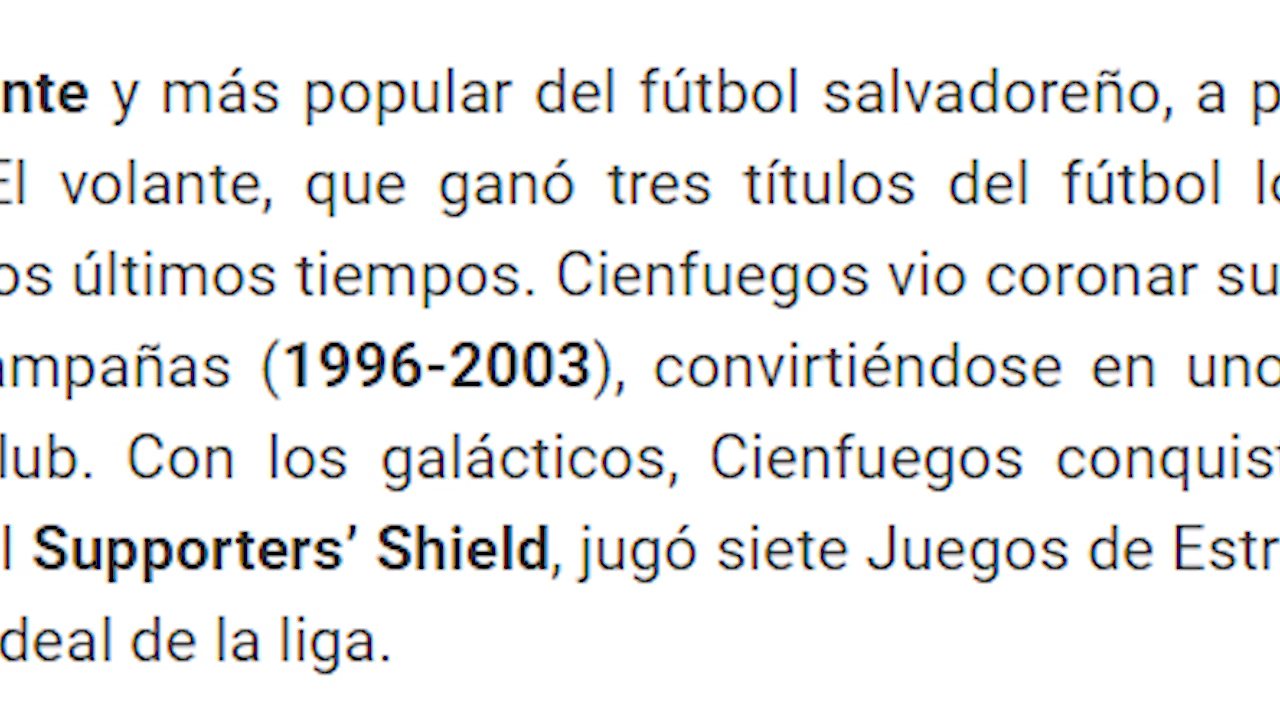 nte y más popular del fútbol salvadoreño, a p
El volante, que ganó tres títulos del fútbol lo
os últimos tiempos. Cienfuegos vio coronar su
ampañas (1996-2003), convirtiéndose en uno
lub. Con los galácticos, Cienfuegos conquist
l Supporters’ Shield, jugó siete Juegos de Estr
deal de la liga.